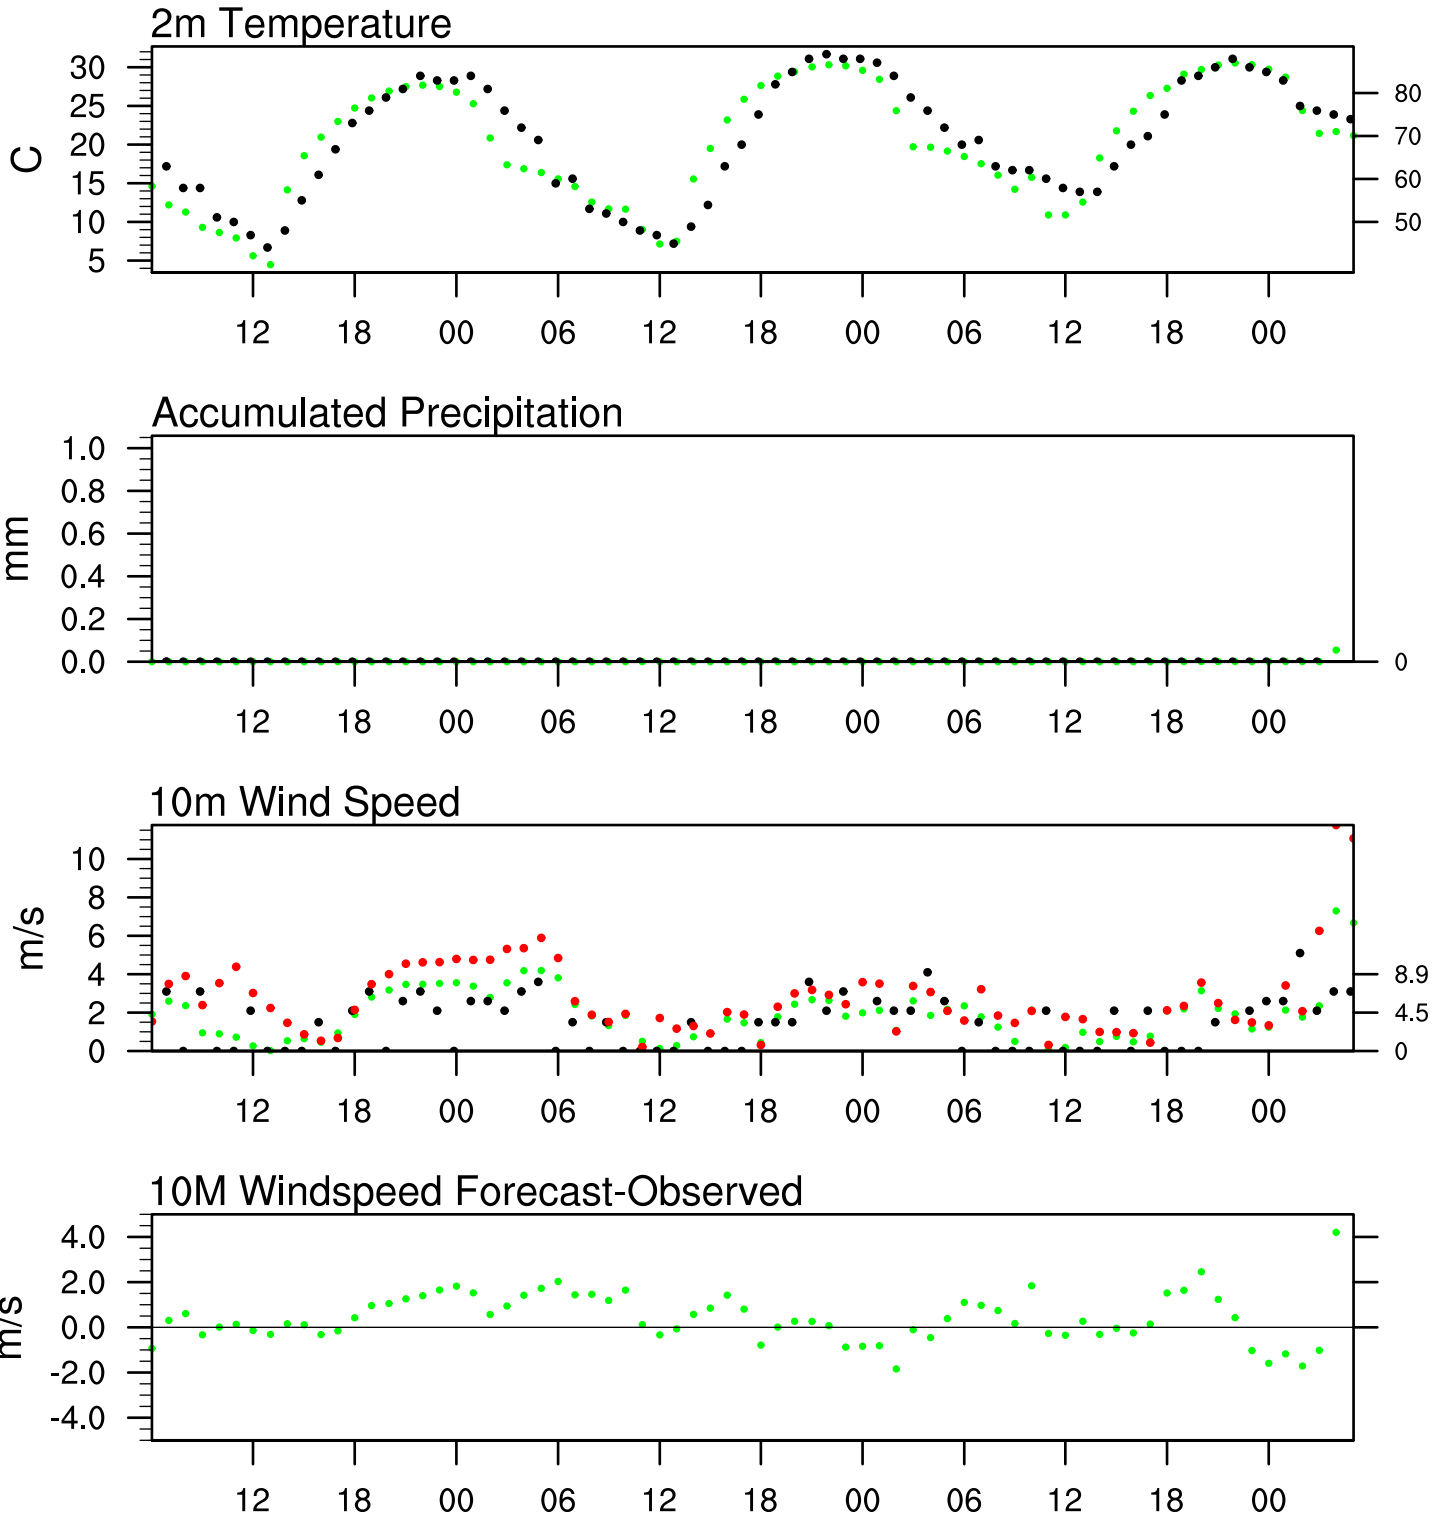 2m Temperature
30
25
20
15
10
5
C
80
70
60
50
12 18 00 06 12 18 00 06 12 18 00
Accumulated Precipitation
1.0
0.8
0.6
0.4
0.2
0.0
mm
0
12 18 00 06 12 18 00 06 12 18 00
10m Wind Speed
10
8
6
4
2
0
m/s
8.9
4.5
0
12 18 00 06 12 18 00 06 12 18 00
10M Windspeed Forecast-Observed
4.0
2.0
0.0
-2.0
-4.0
m/s
12 18 00 06 12 18 00 06 12 18 00